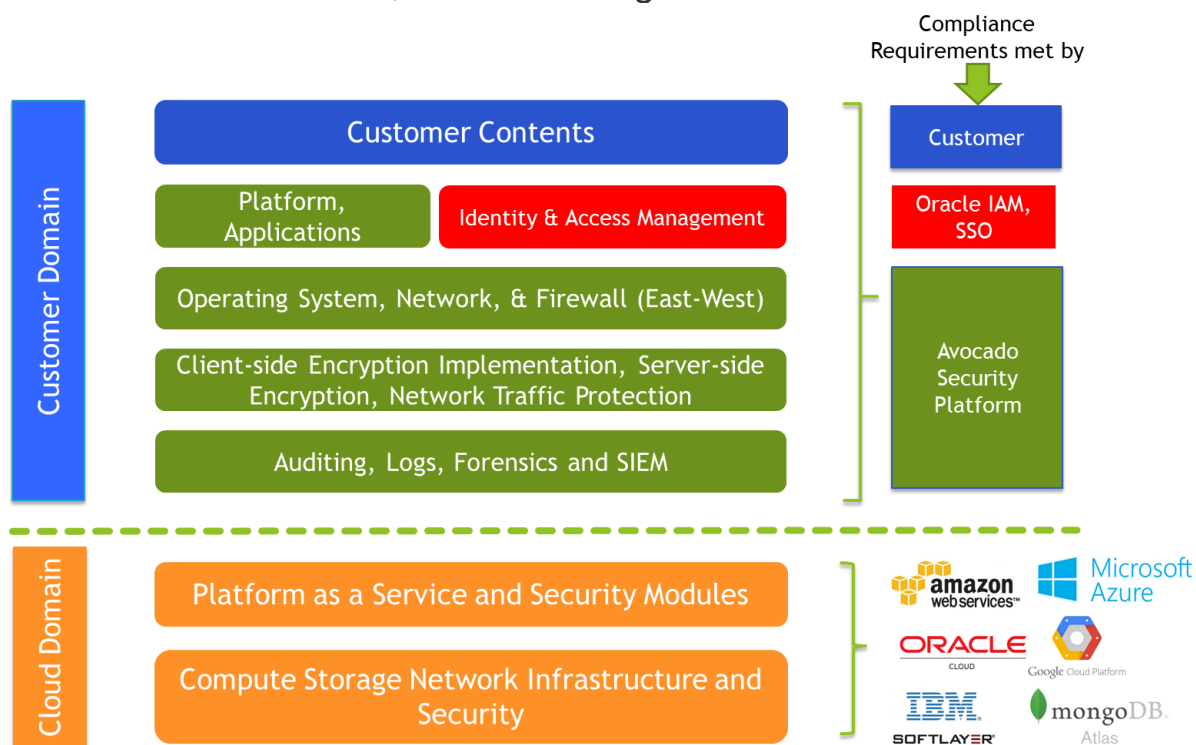 Compliance
Requirements met by
Customer Domain
Customer Contents
Customer
Platform,
Applications
Identity & Access Management
Oracle IAM,
SSO
Operating System, Network, & Firewall (East-West)
Client-side Encryption Implementation, Server-side
Encryption, Network Traffic Protection
Auditing, Logs, Forensics and SIEM
Avocado
Security
Platform
Cloud Domain
Platform as a Service and Security Modules
Compute Storage Network Infrastructure and
Security
amazon
webservices™
Microsoft
Azure
ORACLE
CLOUD
Google Cloud Platform
IBM.
SOFTLAYER®
mongoDB.
Atlas